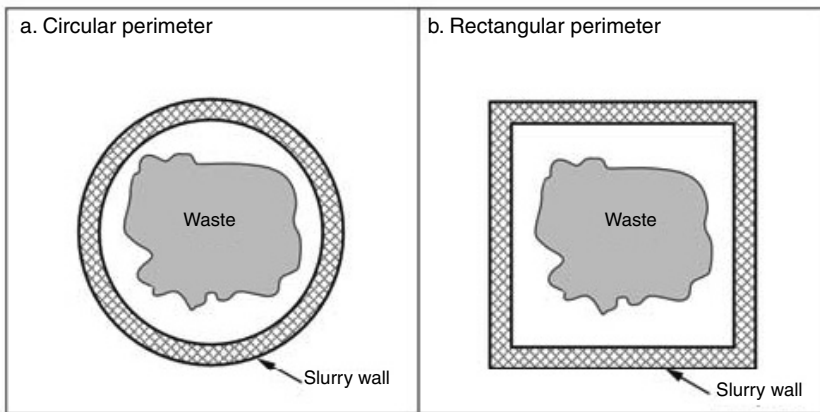 a. Circular perimeter
Waste
Slurry wall
b. Rectangular perimeter
Waste
Slurry wall